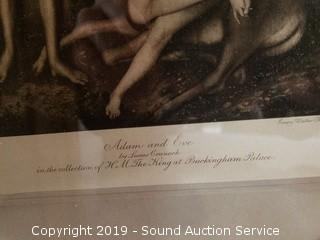 Adam and Eve
by Lucas Cranach
in the collection of H.M. The King at Buckingham Palace
Copyright 2019 - Sound Auction Service